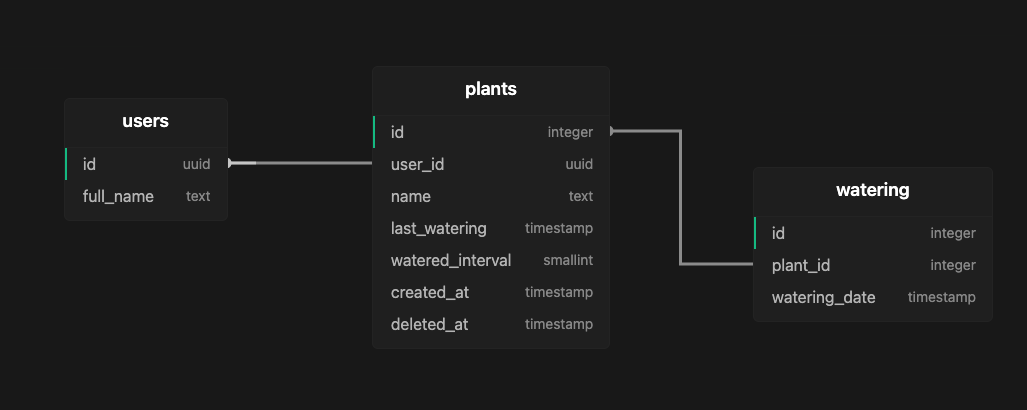 users
id uuid
full_name text
plants
id integer
user_id uuid
name text
last_watering timestamp
watered_interval smallint
created_at timestamp
deleted_at timestamp
watering
id integer
plant_id integer
watering_date timestamp